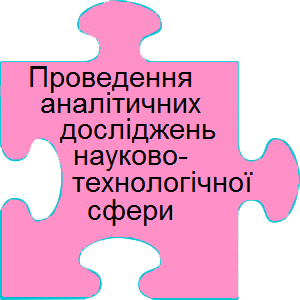 Проведення
аналітичних
досліджень
науково-
технологічної
сфери